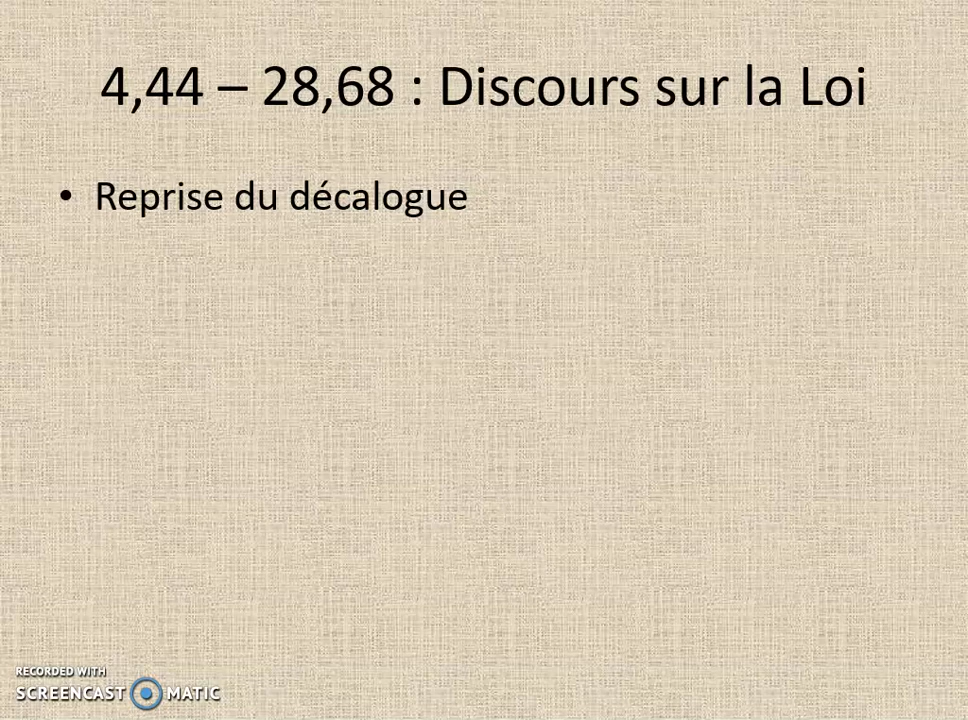 4,44 – 28,68 : Discours sur la Loi
• Reprise du décalogue
RECORDED WITH
SCREENCAST MATIC